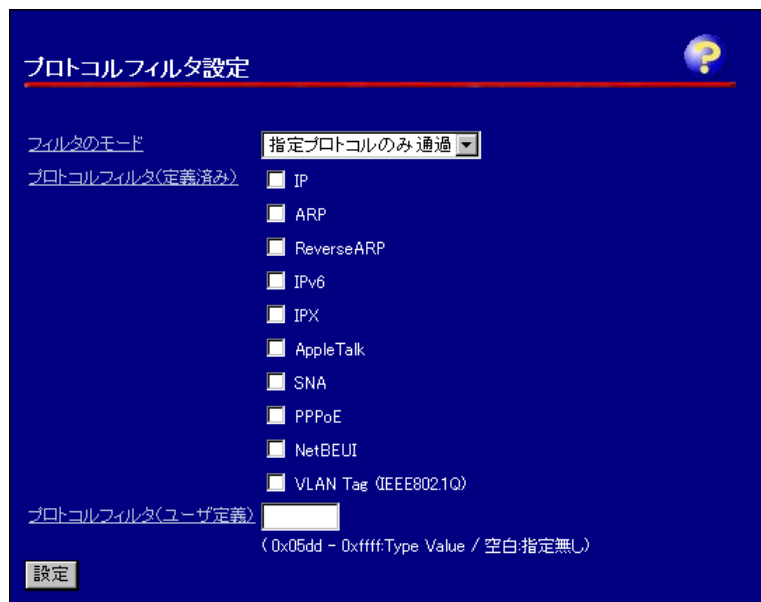 プロトコルフィルタ設定
フィルタのモード 指定プロトコルのみ通過
プロトコルフィルタ(定義済み) IP
ARP
ReverseARP
IPv6
IPX
AppleTalk
SNA
PPPoE
NetBEUI
VLAN Tag (IEEE802.1Q)
プロトコルフィルタ(ユーザ定義)
( 0x05dd - 0xffff:Type Value / 空白:指定無し)
設定